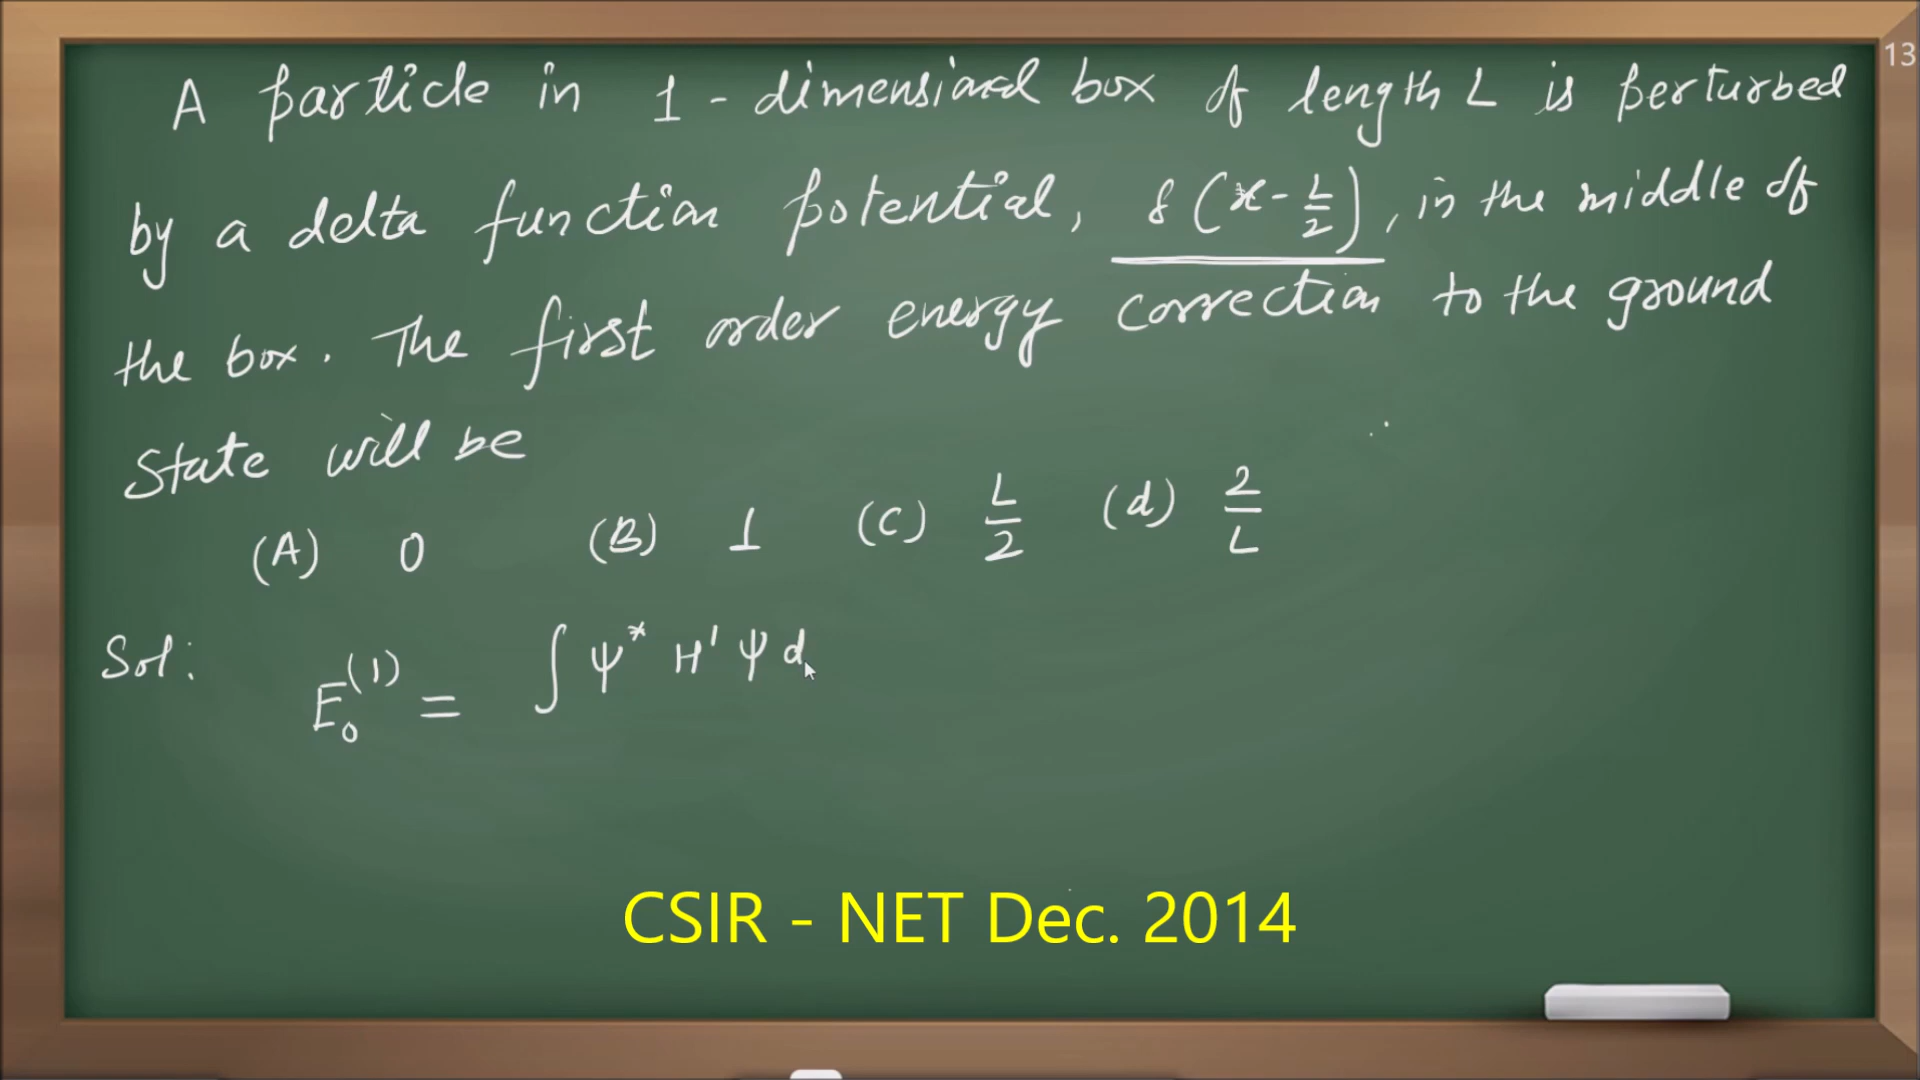 13
A particle in 1-dimensional box of length L is perturbed
by a delta function potential, δ(x - L/2), in the middle of
the box. The first order energy correction to the ground
State will be
(A) 0 (B) 1 (C) L/2 (d) 2/L
Sol: E₀⁽¹⁾ = ∫ ψ* H' ψ d
CSIR - NET Dec. 2014